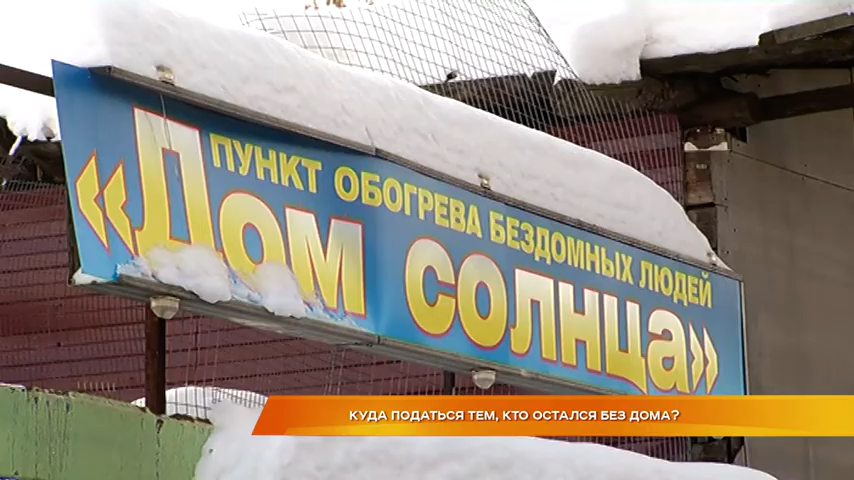 ПУНКТ ОБОГРЕВА БЕЗДОМНЫХ ЛЮДЕЙ
«Дом солнца»
КУДА ПОДАТЬСЯ ТЕМ, КТО ОСТАЛСЯ БЕЗ ДОМА?